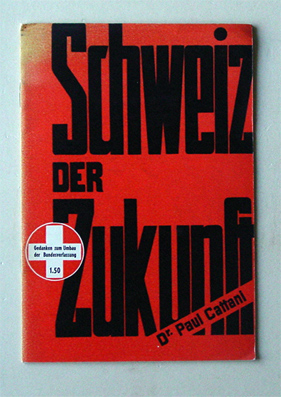 Schweiz
DER
Zukunft
Gedanken zum Umbau
der Bundesverfassung
1.50
Dr. Paul Cattani